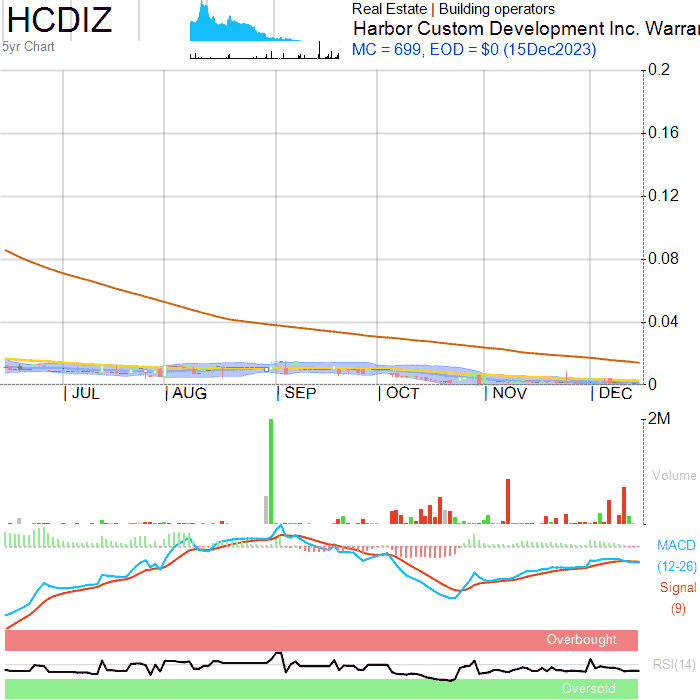 HCDIZ
5yr Chart
Real Estate | Building operators
Harbor Custom Development Inc. Warra
MC = 699, EOD = $0 (15Dec2023)
0.2
0.16
0.12
0.08
0.04
0
JUL
AUG
SEP
OCT
NOV
DEC
2M
Volume
MACD
(12-26)
Signal
(9)
Overbought
RSI(14)
Oversold